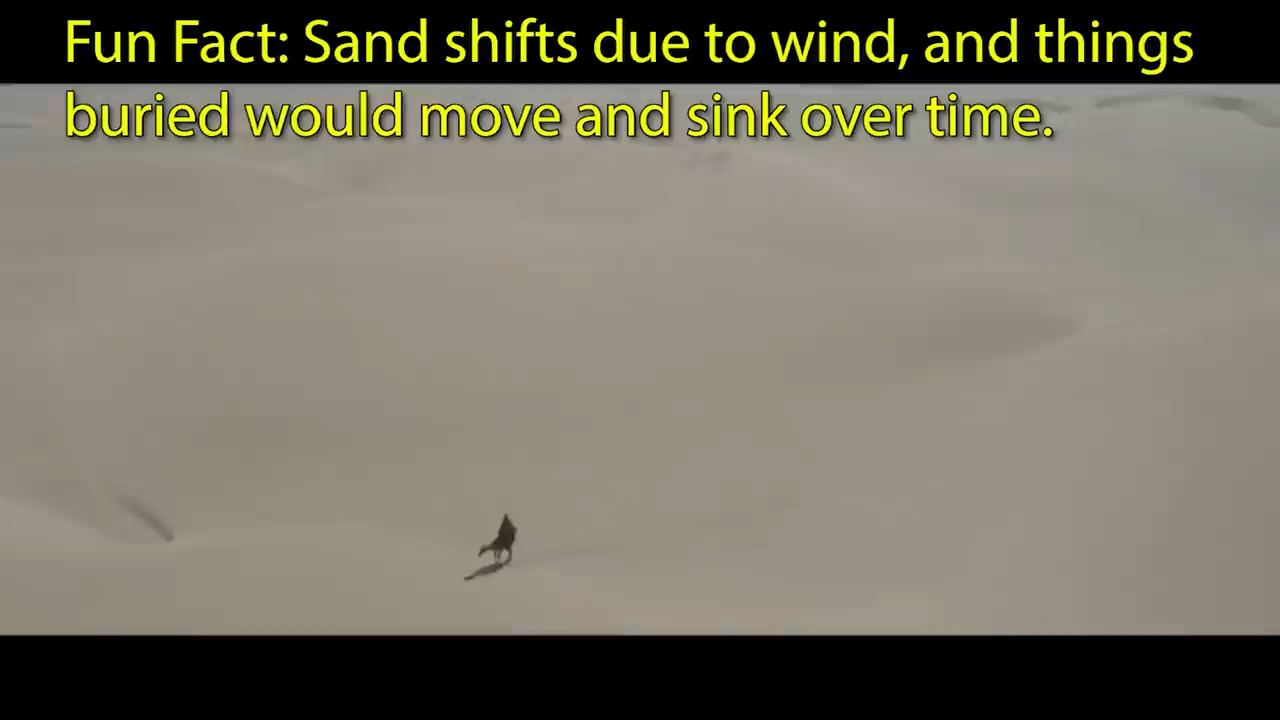 Fun Fact: Sand shifts due to wind, and things
buried would move and sink over time.